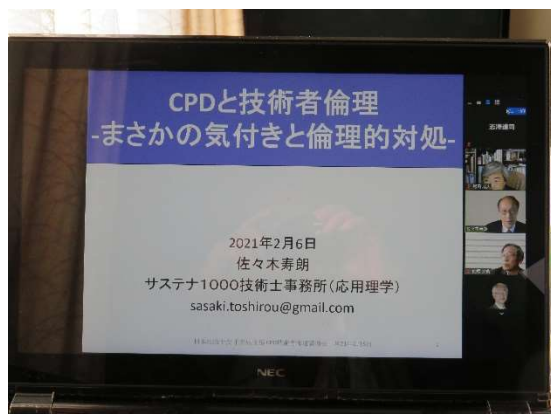 CPDと技術者倫理
-まさかの気付きと倫理的対処-
2021年2月6日
佐々木寿朗
サステナ1000技術士事務所(応用理学)
sasaki.toshirou@gmail.com
NEC